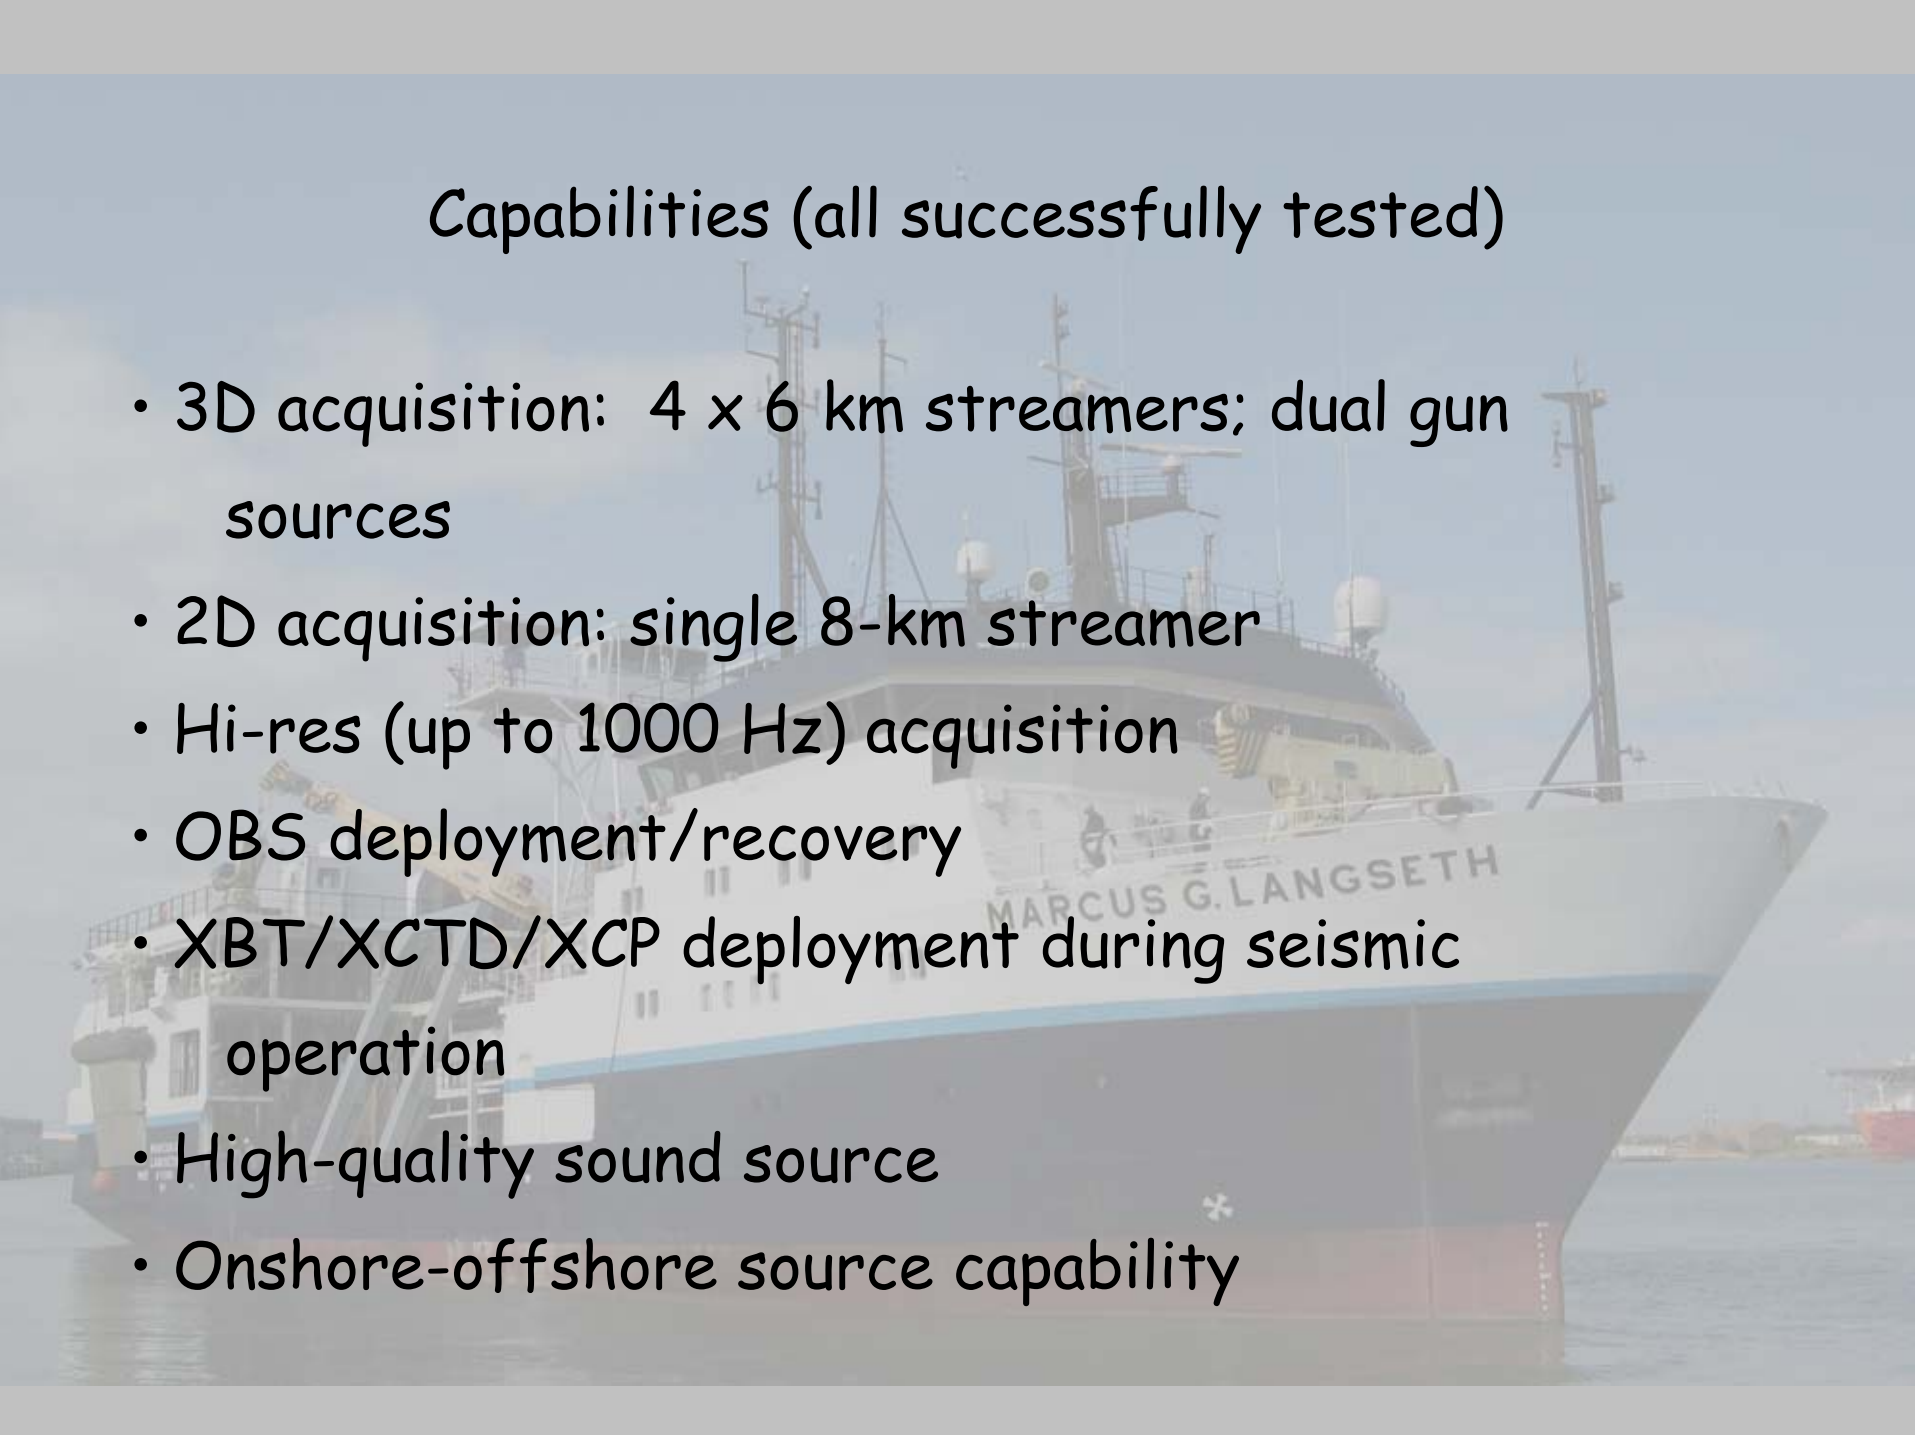 Capabilities (all successfully tested)
• 3D acquisition: 4 x 6 km streamers; dual gun
sources
• 2D acquisition: single 8-km streamer
• Hi-res (up to 1000 Hz) acquisition
• OBS deployment/recovery
MARCUS G. LANGSETH
• XBT/XCTD/XCP deployment during seismic
operation
• High-quality sound source
• Onshore-offshore source capability